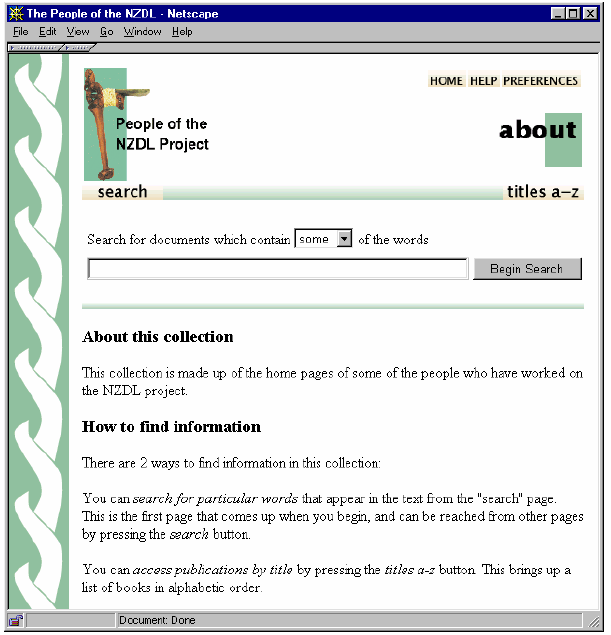 The People of the NZDL - Netscape
File Edit View Go Window Help
HOME HELP PREFERENCES
People of the
NZDL Project
about
search titles a–z
Search for documents which contain some of the words
Begin Search
About this collection
This collection is made up of the home pages of some of the people who have worked on
the NZDL project.
How to find information
There are 2 ways to find information in this collection:
You can search for particular words that appear in the text from the "search" page.
This is the first page that comes up when you begin, and can be reached from other pages
by pressing the search button.
You can access publications by title by pressing the titles a-z button. This brings up a
list of books in alphabetic order.
Document: Done